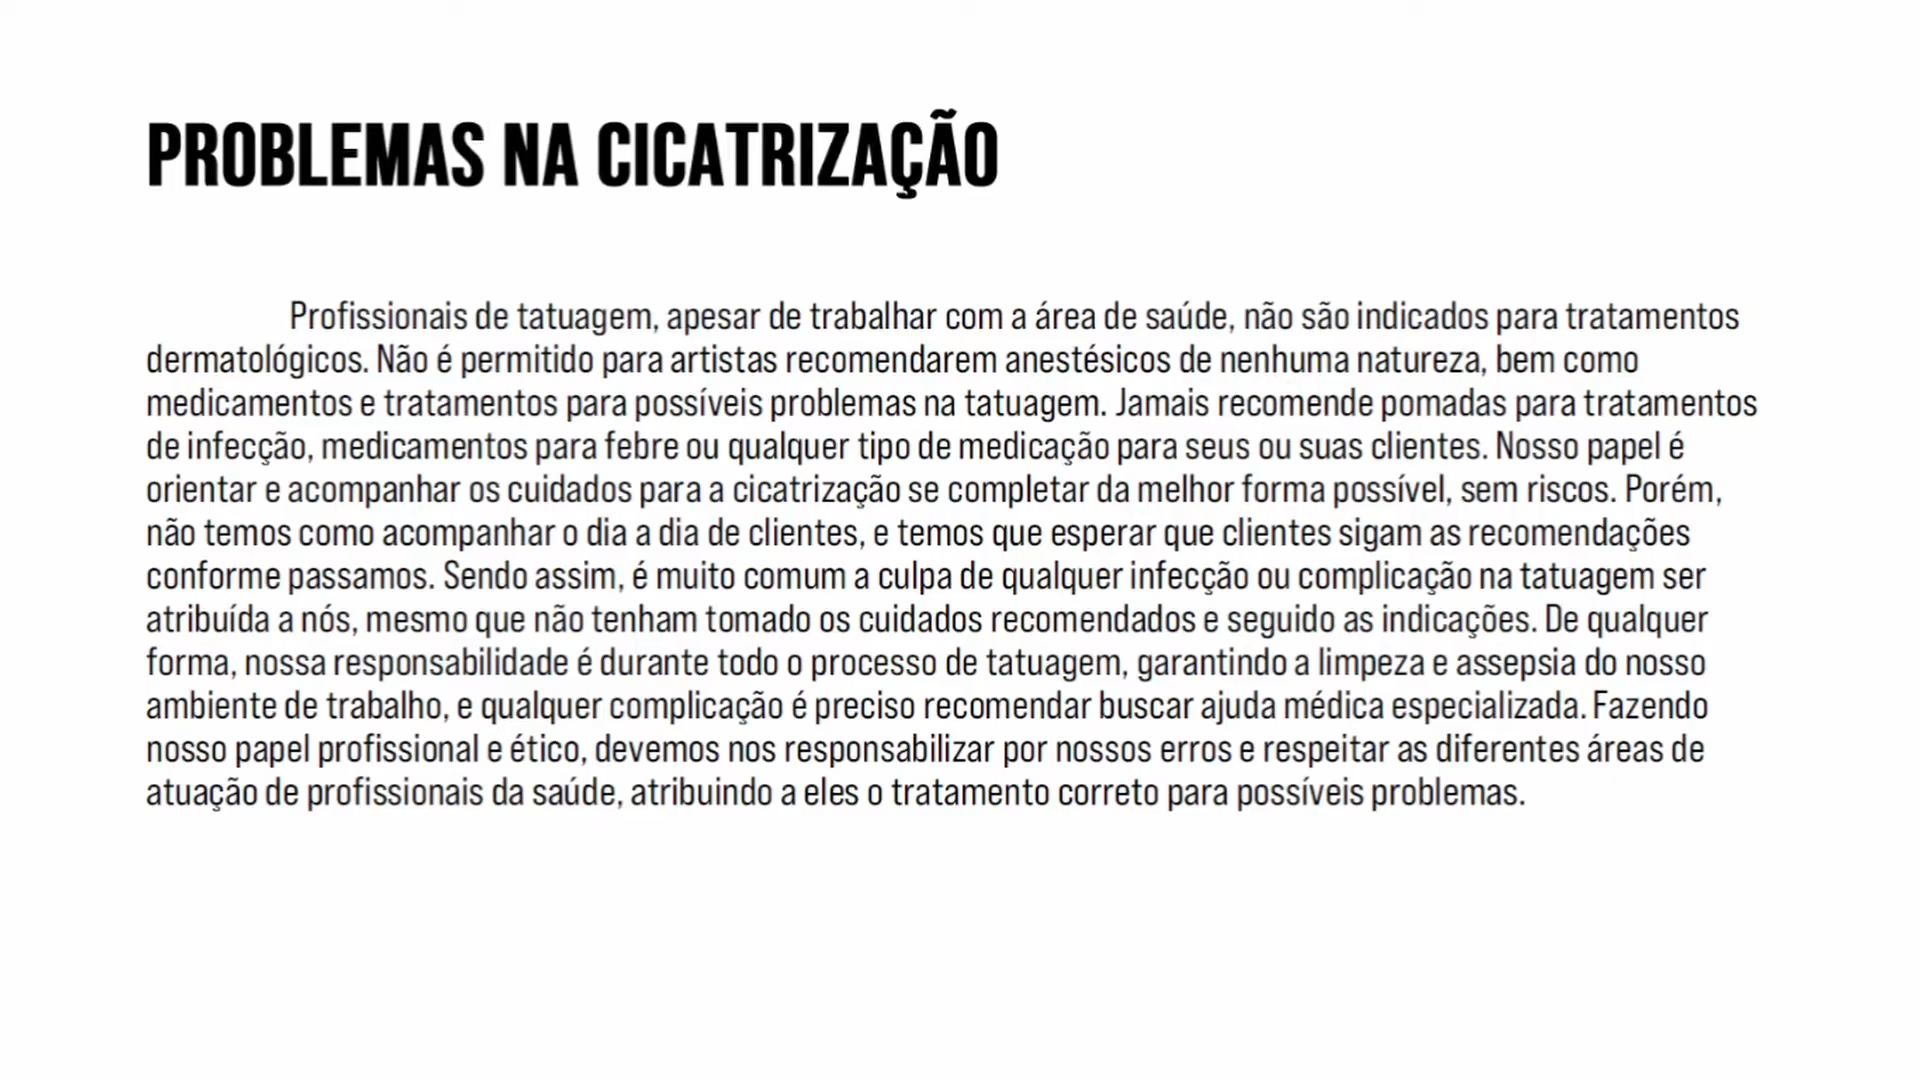 PROBLEMAS NA CICATRIZAÇÃO
Profissionais de tatuagem, apesar de trabalhar com a área de saúde, não são indicados para tratamentos
dermatológicos. Não é permitido para artistas recomendarem anestésicos de nenhuma natureza, bem como
medicamentos e tratamentos para possíveis problemas na tatuagem. Jamais recomende pomadas para tratamentos
de infecção, medicamentos para febre ou qualquer tipo de medicação para seus ou suas clientes. Nosso papel é
orientar e acompanhar os cuidados para a cicatrização se completar da melhor forma possível, sem riscos. Porém,
não temos como acompanhar o dia a dia de clientes, e temos que esperar que clientes sigam as recomendações
conforme passamos. Sendo assim, é muito comum a culpa de qualquer infecção ou complicação na tatuagem ser
atribuída a nós, mesmo que não tenham tomado os cuidados recomendados e seguido as indicações. De qualquer
forma, nossa responsabilidade é durante todo o processo de tatuagem, garantindo a limpeza e assepsia do nosso
ambiente de trabalho, e qualquer complicação é preciso recomendar buscar ajuda médica especializada. Fazendo
nosso papel profissional e ético, devemos nos responsabilizar por nossos erros e respeitar as diferentes áreas de
atuação de profissionais da saúde, atribuindo a eles o tratamento correto para possíveis problemas.